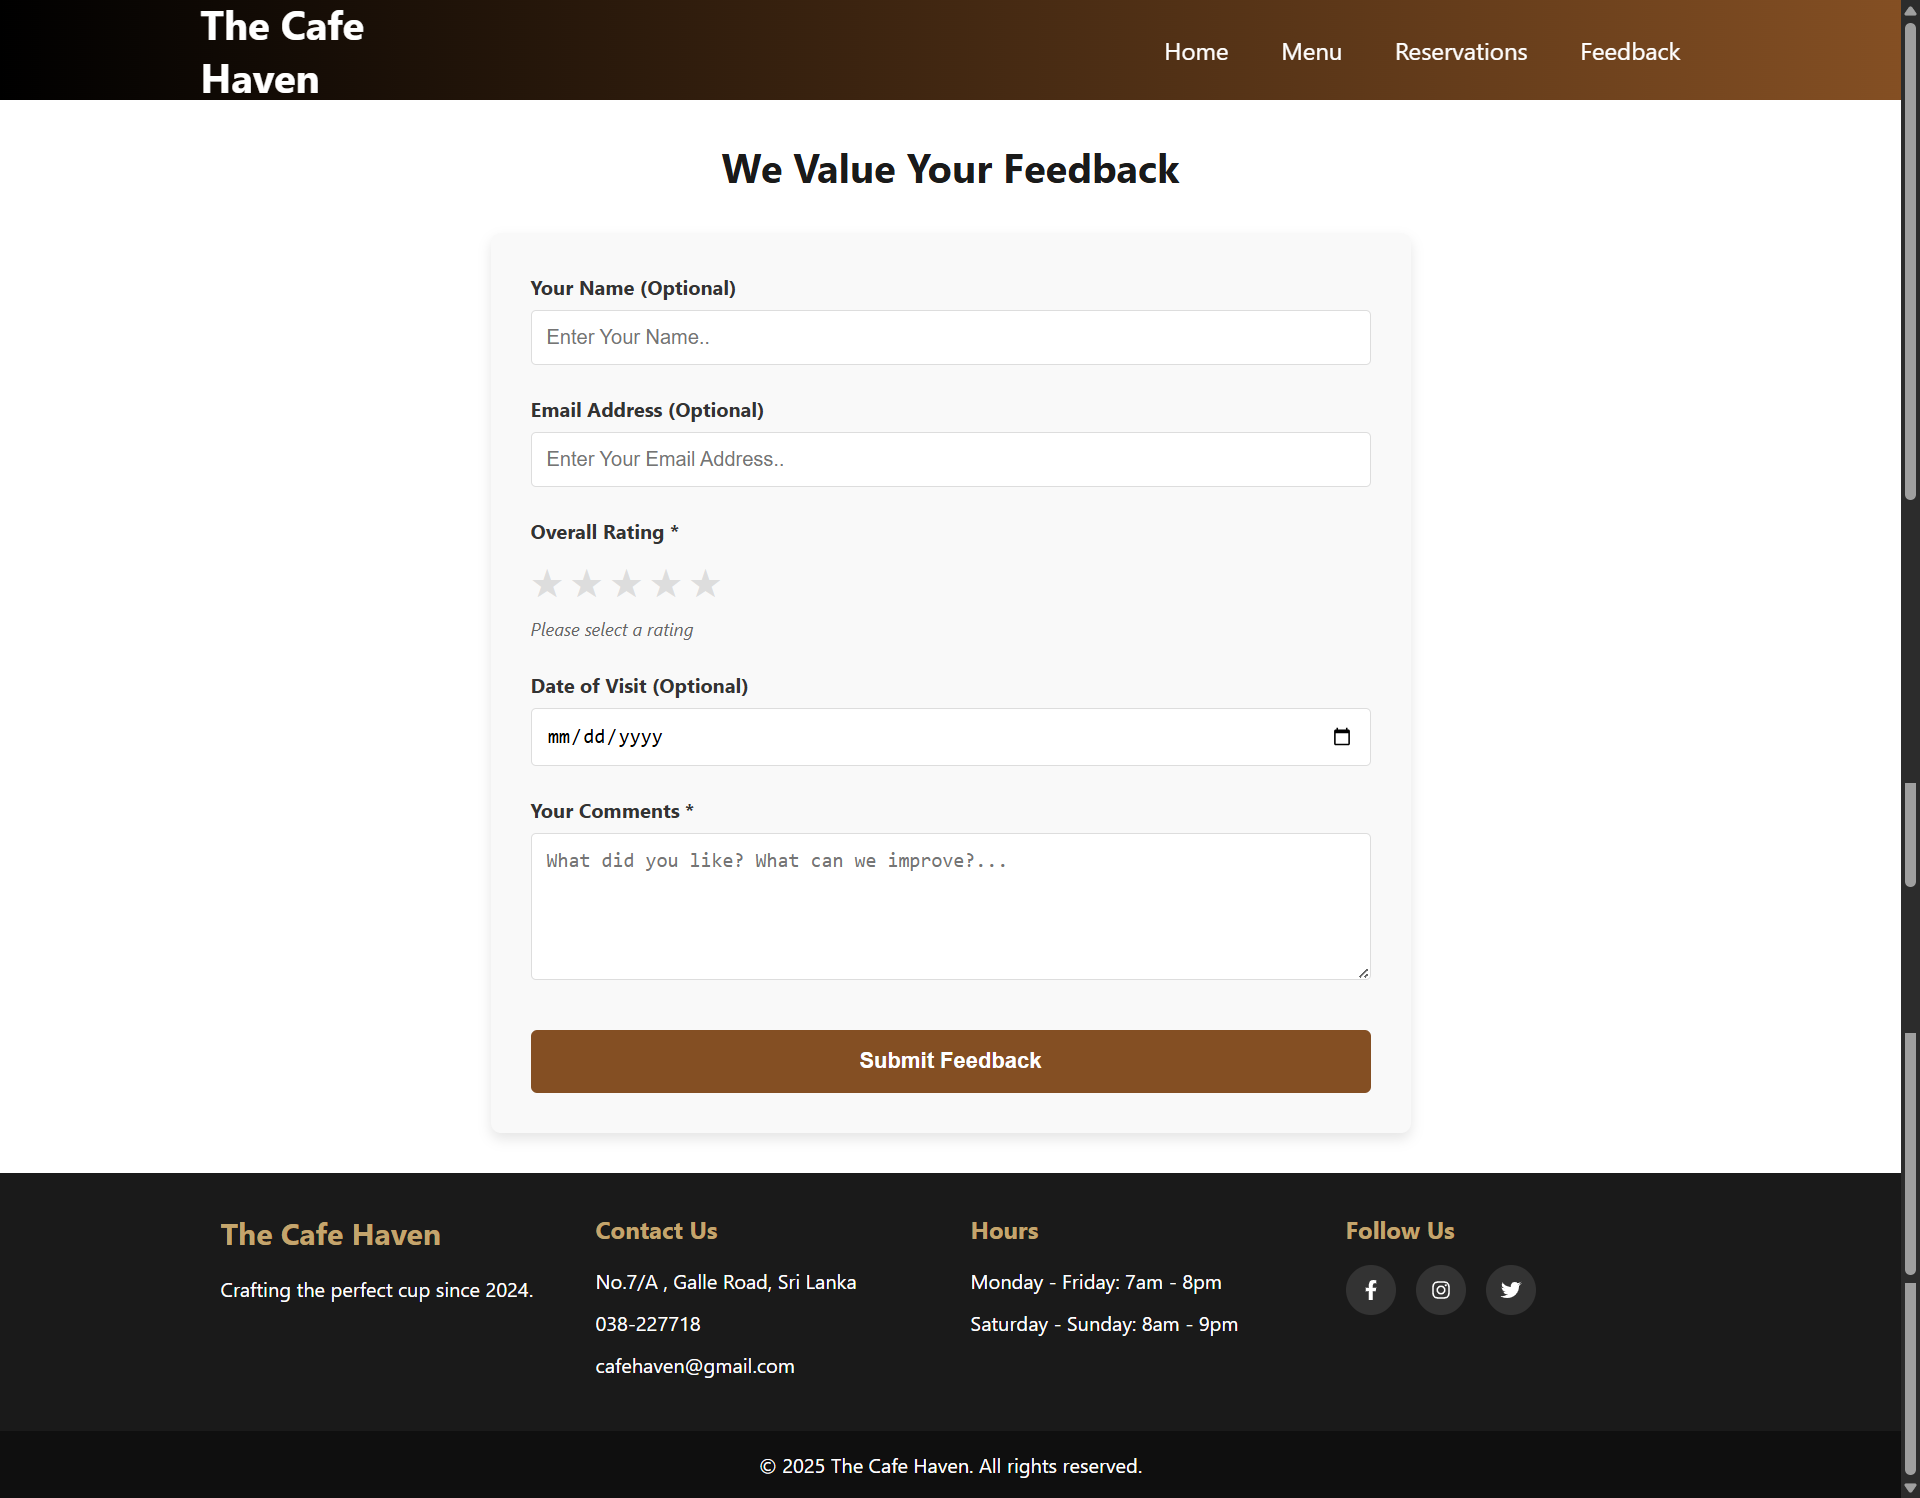 The Cafe
Haven
Home
Menu
Reservations
Feedback
We Value Your Feedback
Your Name (Optional)
Enter Your Name..
Email Address (Optional)
Enter Your Email Address..
Overall Rating *
★ ★ ★ ★ ★
Please select a rating
Date of Visit (Optional)
mm/dd/yyyy
Your Comments *
What did you like? What can we improve?...
Submit Feedback
The Cafe Haven
Crafting the perfect cup since 2024.
Contact Us
No.7/A , Galle Road, Sri Lanka
038-227718
cafehaven@gmail.com
Hours
Monday - Friday: 7am - 8pm
Saturday - Sunday: 8am - 9pm
Follow Us
© 2025 The Cafe Haven. All rights reserved.